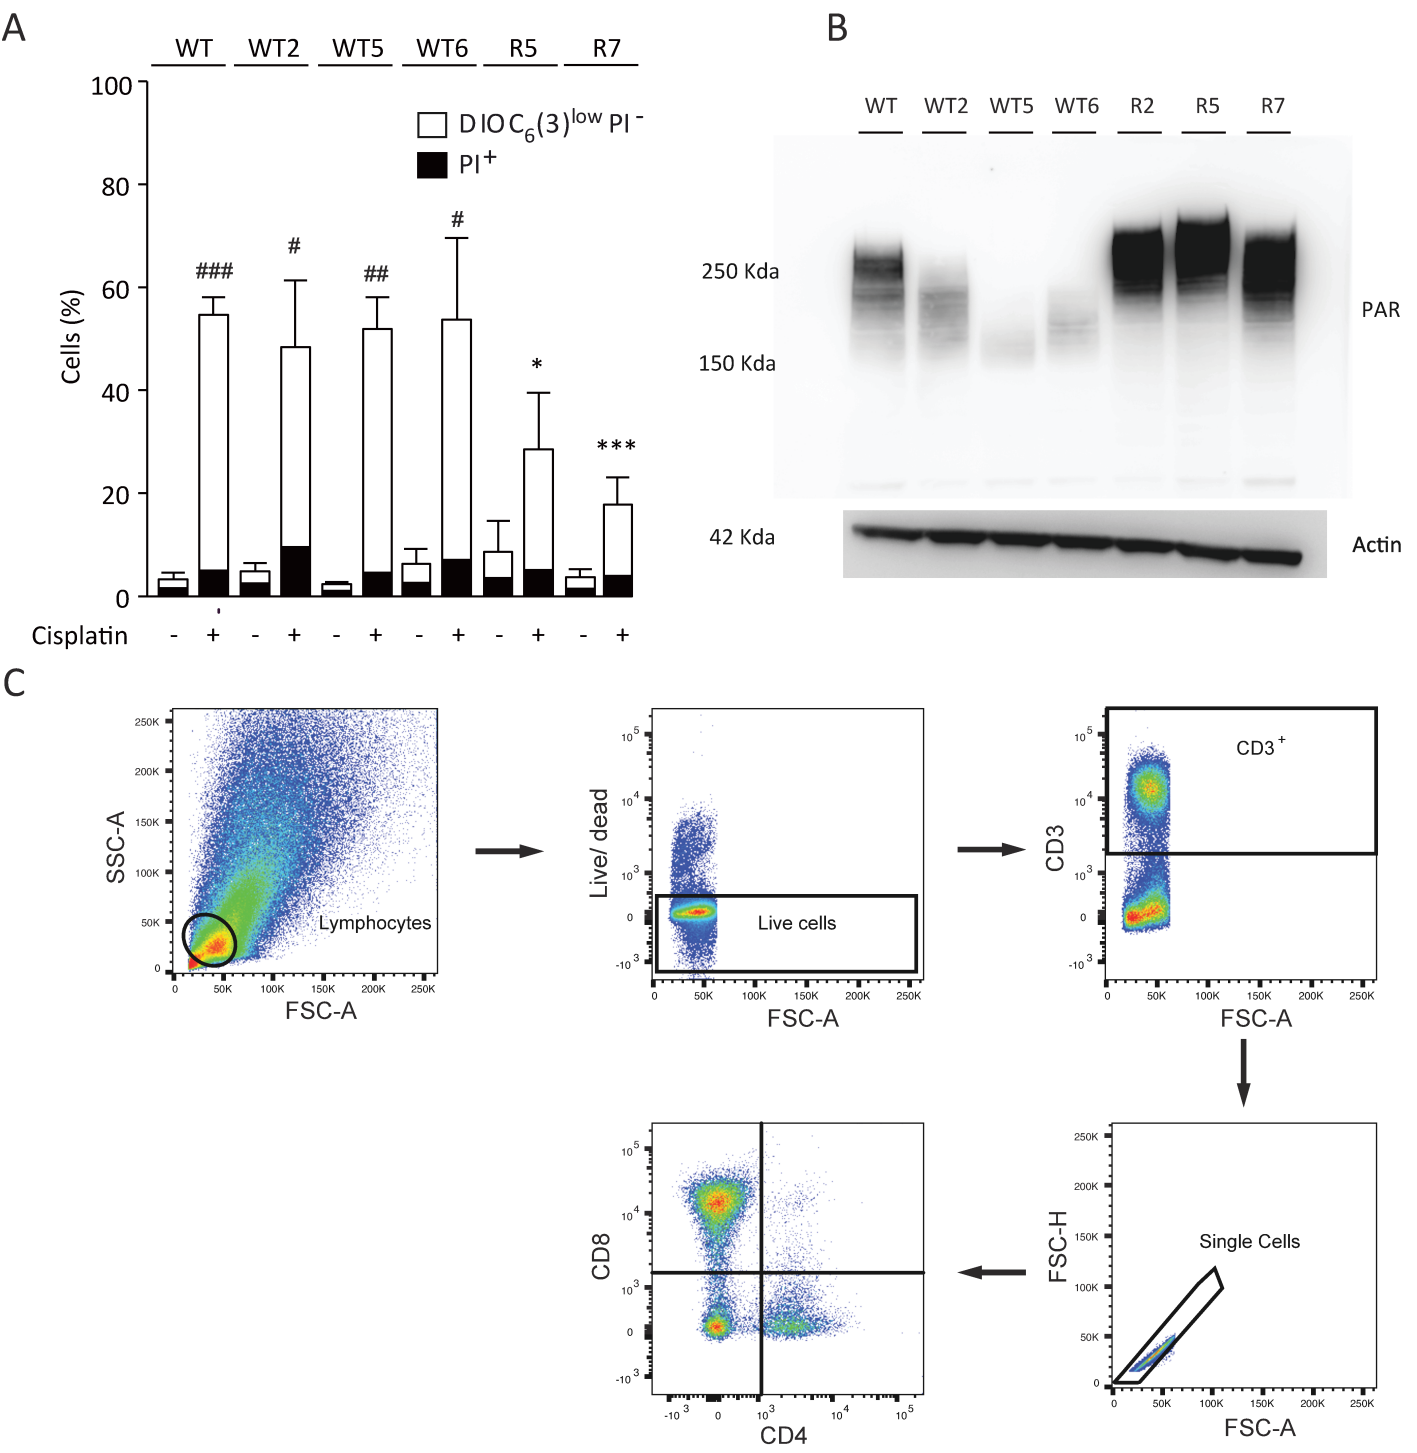 A
WT WT2 WT5 WT6 R5 R7
DIOC6(3)low PI-
PI+
Cells (%)
100
80
60
40
20
0
### # ## # * ***
Cisplatin - + - + - + - + - + - +
B
WT WT2 WT5 WT6 R2 R5 R7
250 Kda
150 Kda
PAR
42 Kda
Actin
C
SSC-A
250K
200K
150K
100K
50K
0
Lymphocytes
0 50K 100K 150K 200K 250K
FSC-A
Live/ dead
10^5
10^4
10^3
0
-10^3
Live cells
0 50K 100K 150K 200K 250K
FSC-A
CD3
10^5
10^4
10^3
0
-10^3
CD3+
0 50K 100K 150K 200K 250K
FSC-A
CD8
10^5
10^4
10^3
0
-10^3
-10^3 0 10^3 10^4 10^5
CD4
FSC-H
250K
200K
150K
100K
50K
0
Single Cells
0 50K 100K 150K 200K 250K
FSC-A